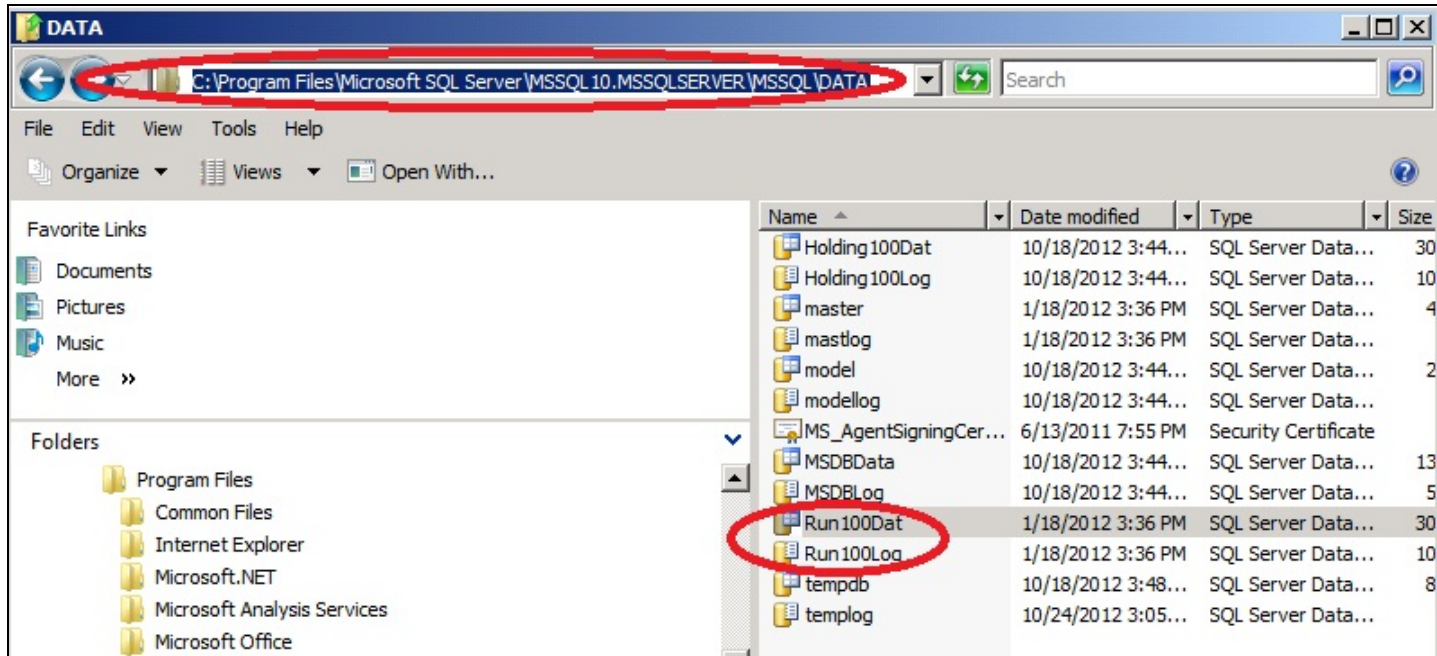 DATA
C:\Program Files\Microsoft SQL Server\MSSQL10.MSSQLSERVER\MSSQL\DATA
Search
File Edit View Tools Help
Organize Views Open With...
Favorite Links
Documents
Pictures
Music
More »
Folders
Program Files
Common Files
Internet Explorer
Microsoft.NET
Microsoft Analysis Services
Microsoft Office
Name Date modified Type Size
Holding100Dat 10/18/2012 3:44... SQL Server Data... 30
Holding100Log 10/18/2012 3:44... SQL Server Data... 10
master 1/18/2012 3:36 PM SQL Server Data... 4
mastlog 1/18/2012 3:36 PM SQL Server Data...
model 10/18/2012 3:44... SQL Server Data... 2
modellog 10/18/2012 3:44... SQL Server Data...
MS_AgentSigningCer... 6/13/2011 7:55 PM Security Certificate
MSDBData 10/18/2012 3:44... SQL Server Data... 13
MSDBLog 10/18/2012 3:44... SQL Server Data... 5
Run100Dat 1/18/2012 3:36 PM SQL Server Data... 30
Run100Log 1/18/2012 3:36 PM SQL Server Data... 10
tempdb 10/18/2012 3:48... SQL Server Data... 8
templog 10/24/2012 3:05... SQL Server Data...